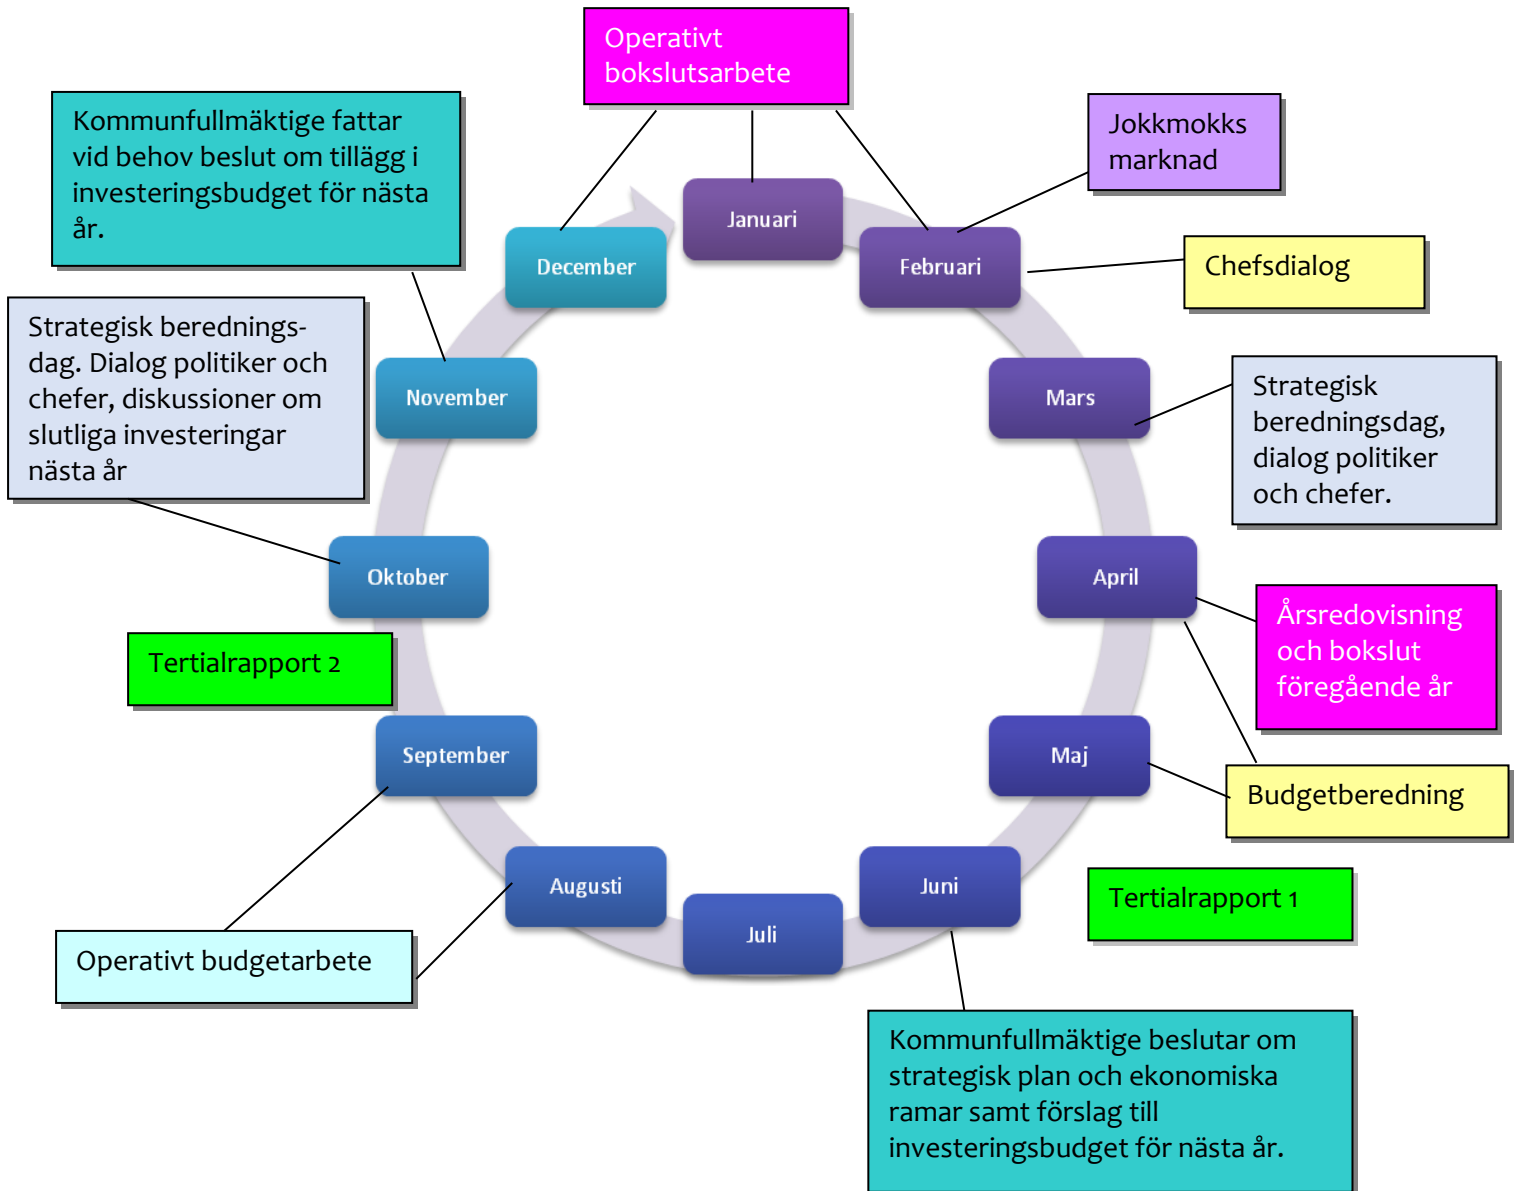 Operativt
bokslutsarbete
Kommunfullmäktige fattar
vid behov beslut om tillägg i
investeringsbudget för nästa
år.
Jokkmokks
marknad
Januari
December
Februari
Chefsdialog
Strategisk berednings-
dag. Dialog politiker och
chefer, diskussioner om
slutliga investeringar
nästa år
November
Mars
Strategisk
beredningsdag,
dialog politiker
och chefer.
Oktober
April
Årsredovisning
och bokslut
föregående år
Tertialrapport 2
September
Maj
Budgetberedning
Augusti
Juni
Tertialrapport 1
Juli
Operativt budgetarbete
Kommunfullmäktige beslutar om
strategisk plan och ekonomiska
ramar samt förslag till
investeringsbudget för nästa år.